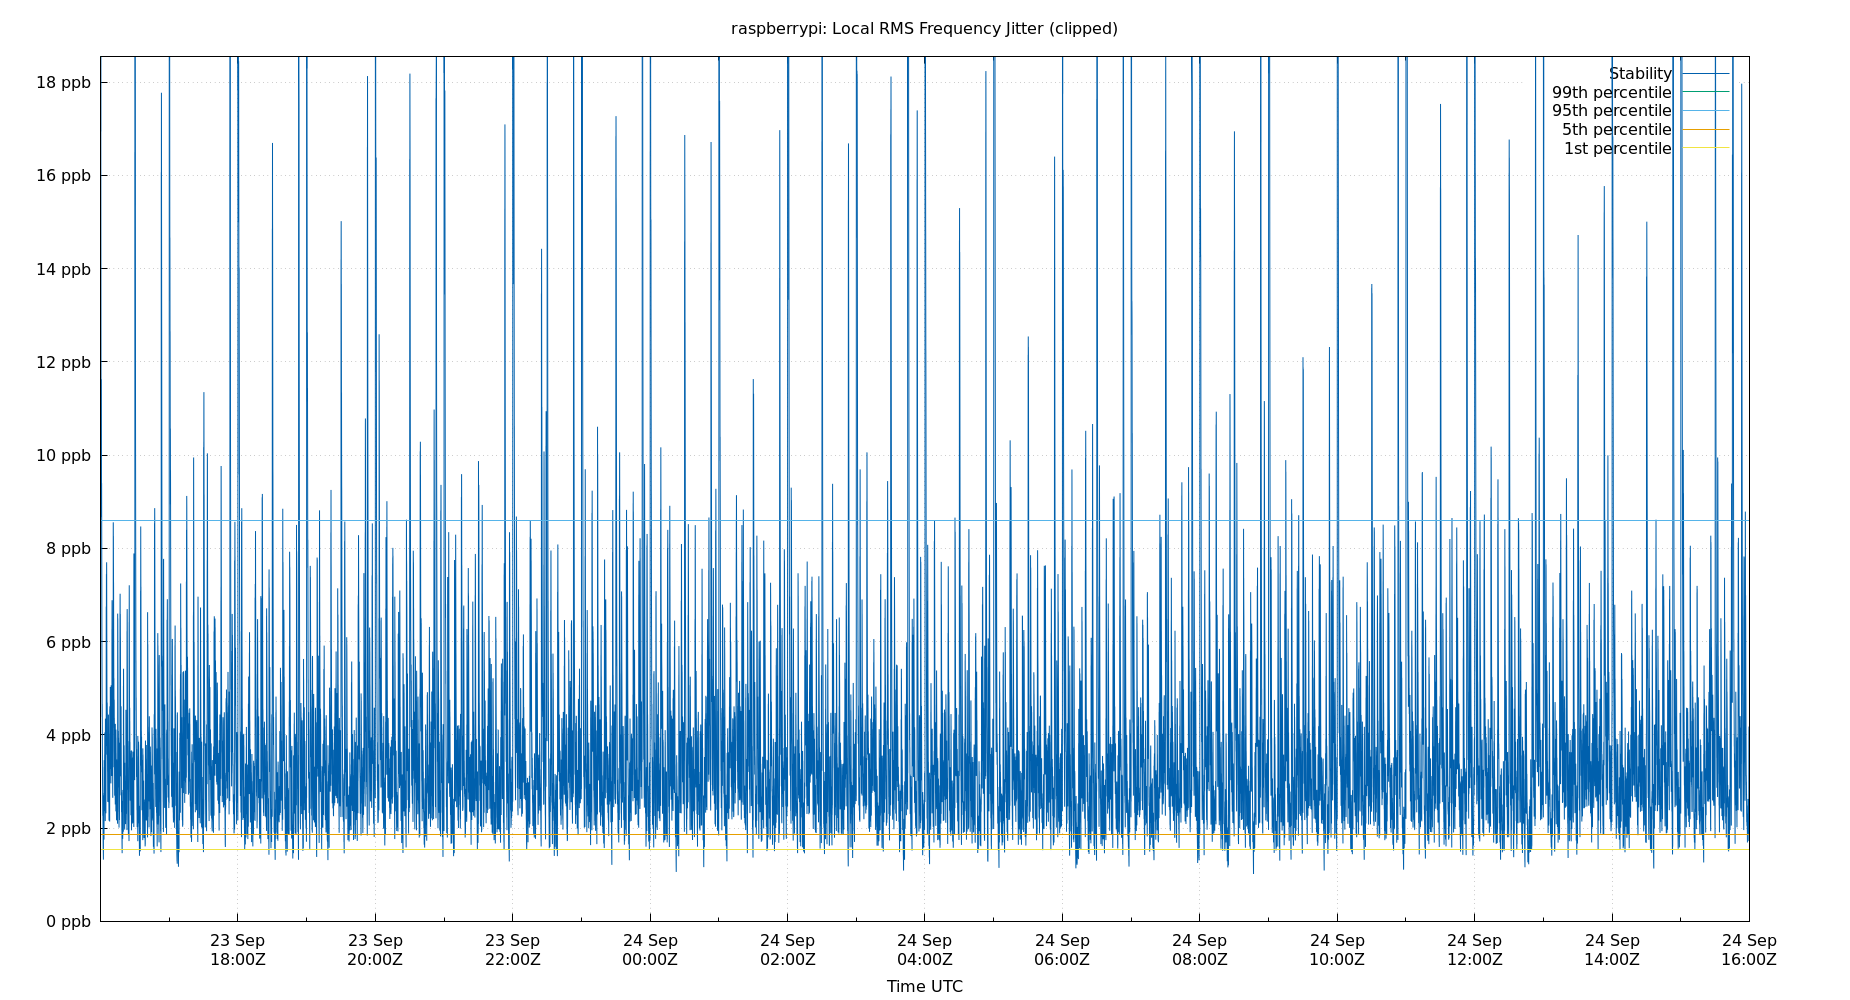 raspberrypi: Local RMS Frequency Jitter (clipped)
18 ppb
16 ppb
14 ppb
12 ppb
10 ppb
8 ppb
6 ppb
4 ppb
2 ppb
0 ppb
Stability
99th percentile
95th percentile
5th percentile
1st percentile
23 Sep 23 Sep 23 Sep 24 Sep 24 Sep 24 Sep 24 Sep 24 Sep 24 Sep 24 Sep 24 Sep 24 Sep
18:00Z 20:00Z 22:00Z 00:00Z 02:00Z 04:00Z 06:00Z 08:00Z 10:00Z 12:00Z 14:00Z 16:00Z
Time UTC